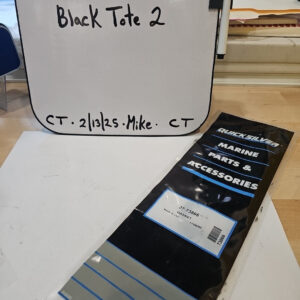 Black Tote 2
CT · 2/13/25 · Mike · CT
QUICKSILVER
MARINE
PARTS &
ACCESSORIES